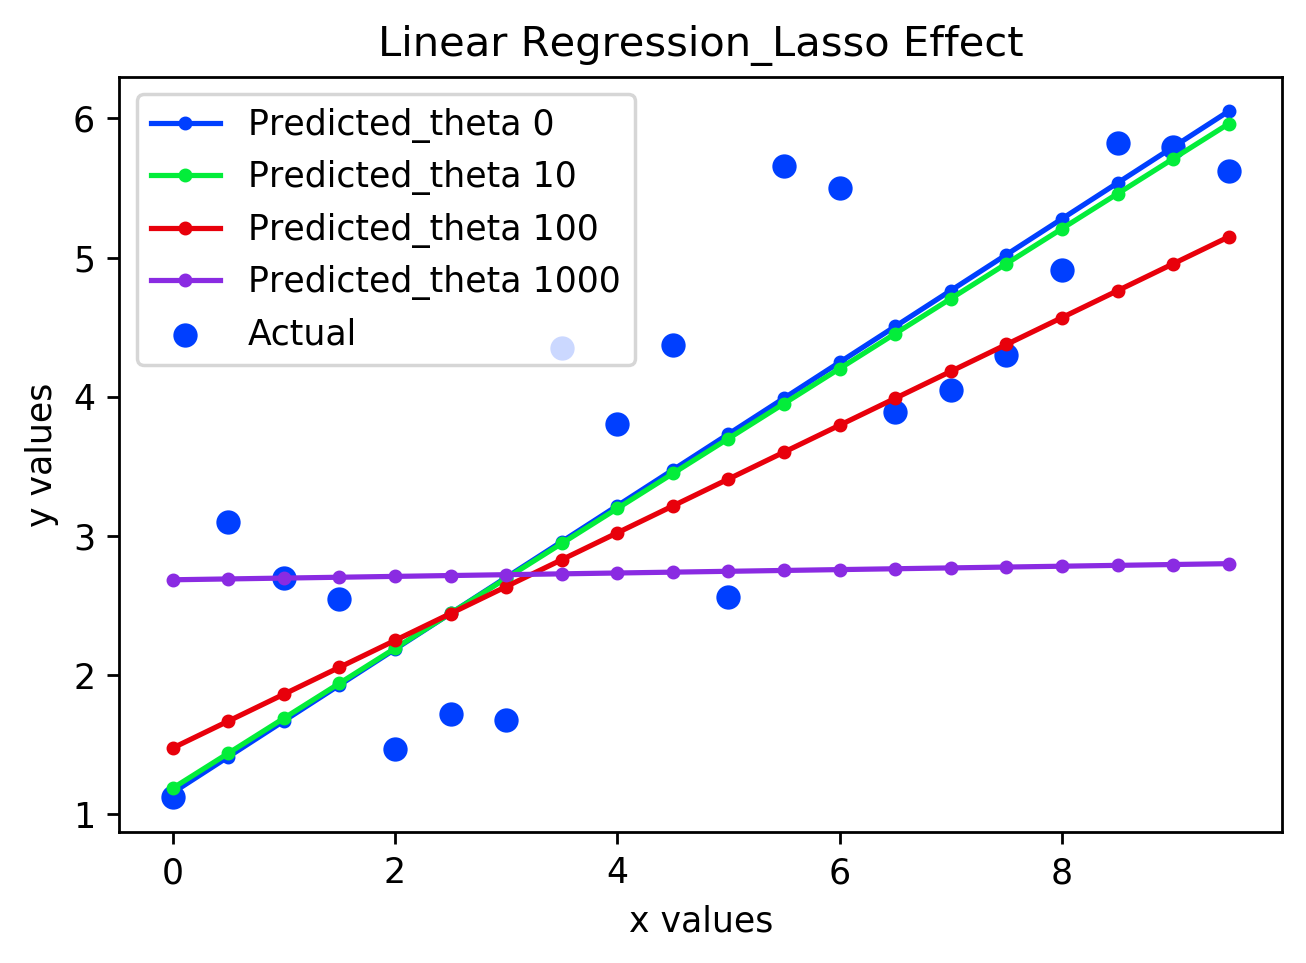 Linear Regression_Lasso Effect
Predicted_theta 0
Predicted_theta 10
Predicted_theta 100
Predicted_theta 1000
Actual
y values
6
5
4
3
2
1
0 2 4 6 8
x values